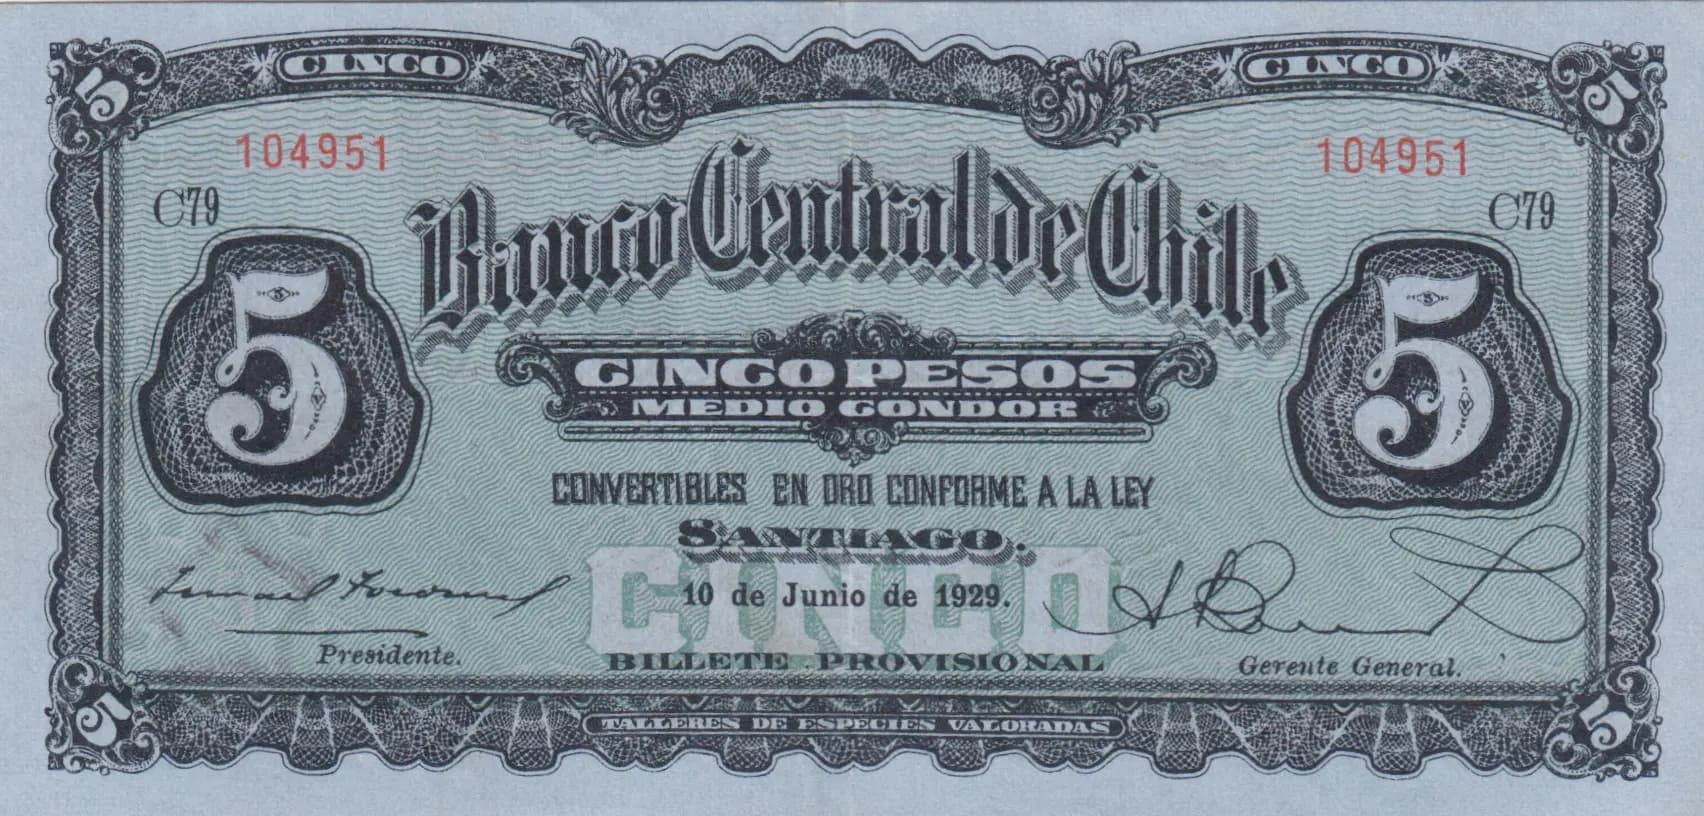 5 CINCO CINCO 5
104951 104951
C79 C79
Banco Central de Chile
5 5
CINCO PESOS
MEDIO CONDOR
CONVERTIBLES EN ORO CONFORME A LA LEY
SANTIAGO.
CINCO
10 de Junio de 1929.
BILLETE PROVISIONAL
Presidente. Gerente General.
5 TALLERES DE ESPECIES VALORADAS 5